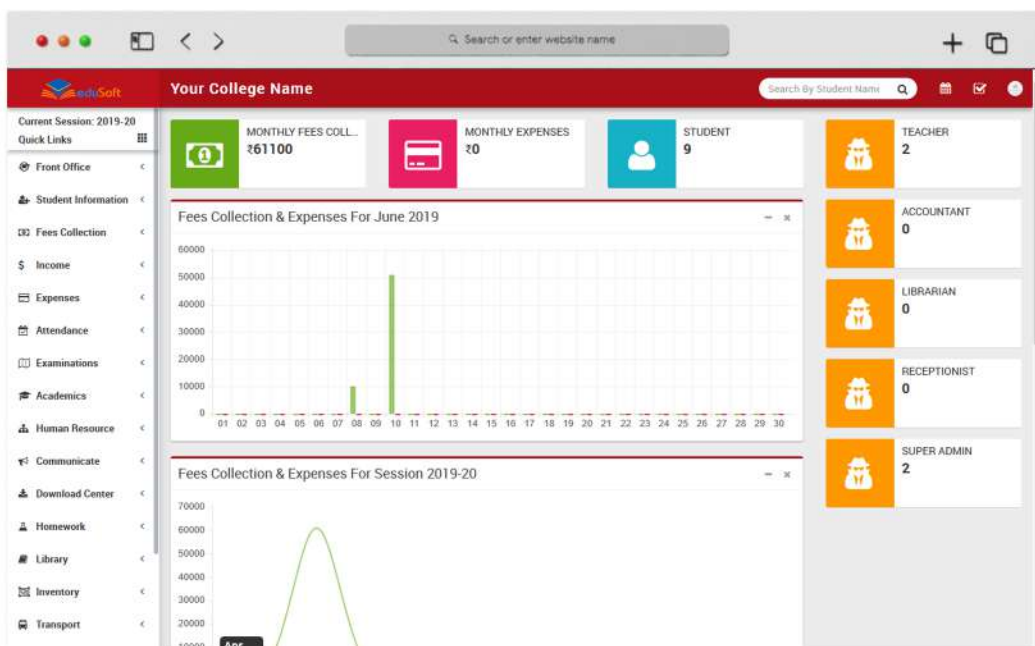 Search or enter website name
eduSoft
Your College Name
Search By Student Name
Current Session: 2019-20
Quick Links
Front Office
Student Information
Fees Collection
Income
Expenses
Attendance
Examinations
Academics
Human Resource
Communicate
Download Center
Homework
Library
Inventory
Transport
MONTHLY FEES COLL...
₹61100
MONTHLY EXPENSES
₹0
STUDENT
9
TEACHER
2
ACCOUNTANT
0
LIBRARIAN
0
RECEPTIONIST
0
SUPER ADMIN
2
Fees Collection & Expenses For June 2019
60000
50000
40000
30000
20000
10000
0
01 02 03 04 05 06 07 08 09 10 11 12 13 14 15 16 17 18 19 20 21 22 23 24 25 26 27 28 29 30
Fees Collection & Expenses For Session 2019-20
70000
60000
50000
40000
30000
20000
10000
Apr